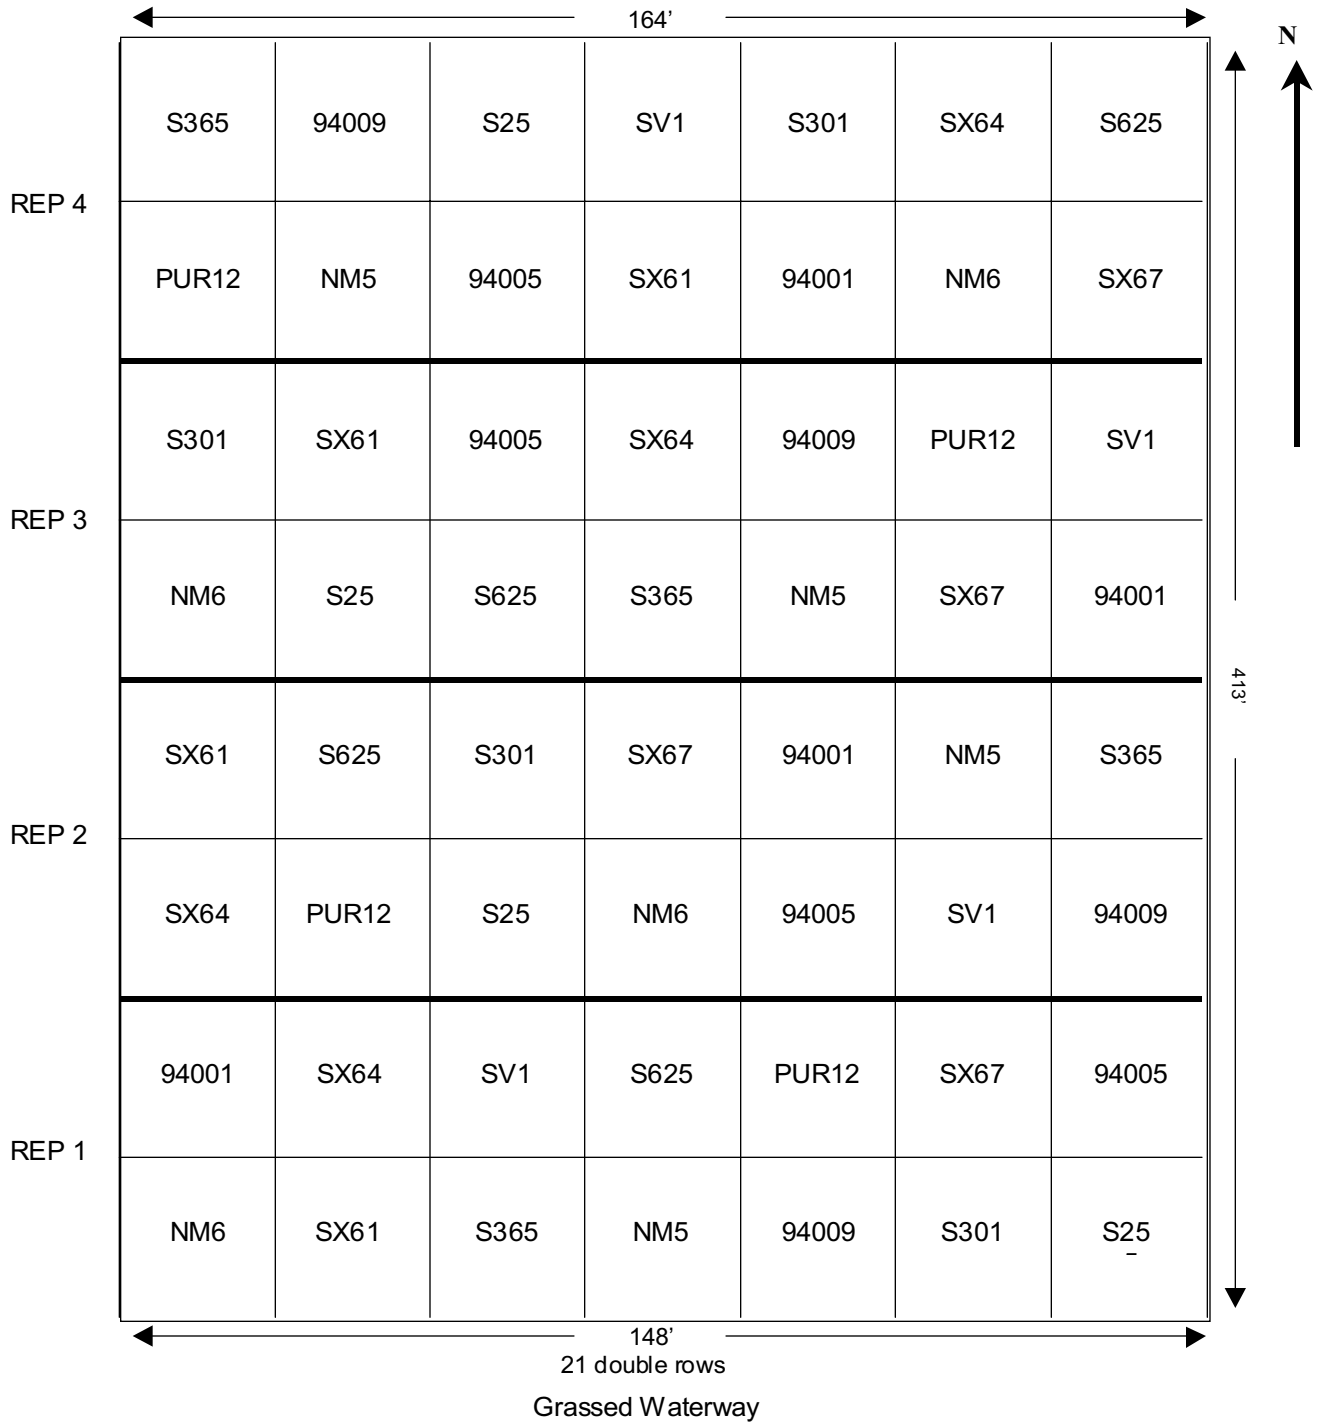 164’
N
S365 94009 S25 SV1 S301 SX64 S625
REP 4
PUR12 NM5 94005 SX61 94001 NM6 SX67
S301 SX61 94005 SX64 94009 PUR12 SV1
REP 3
NM6 S25 S625 S365 NM5 SX67 94001
413’
SX61 S625 S301 SX67 94001 NM5 S365
REP 2
SX64 PUR12 S25 NM6 94005 SV1 94009
94001 SX64 SV1 S625 PUR12 SX67 94005
REP 1
NM6 SX61 S365 NM5 94009 S301 S25
148’
21 double rows
Grassed Waterway